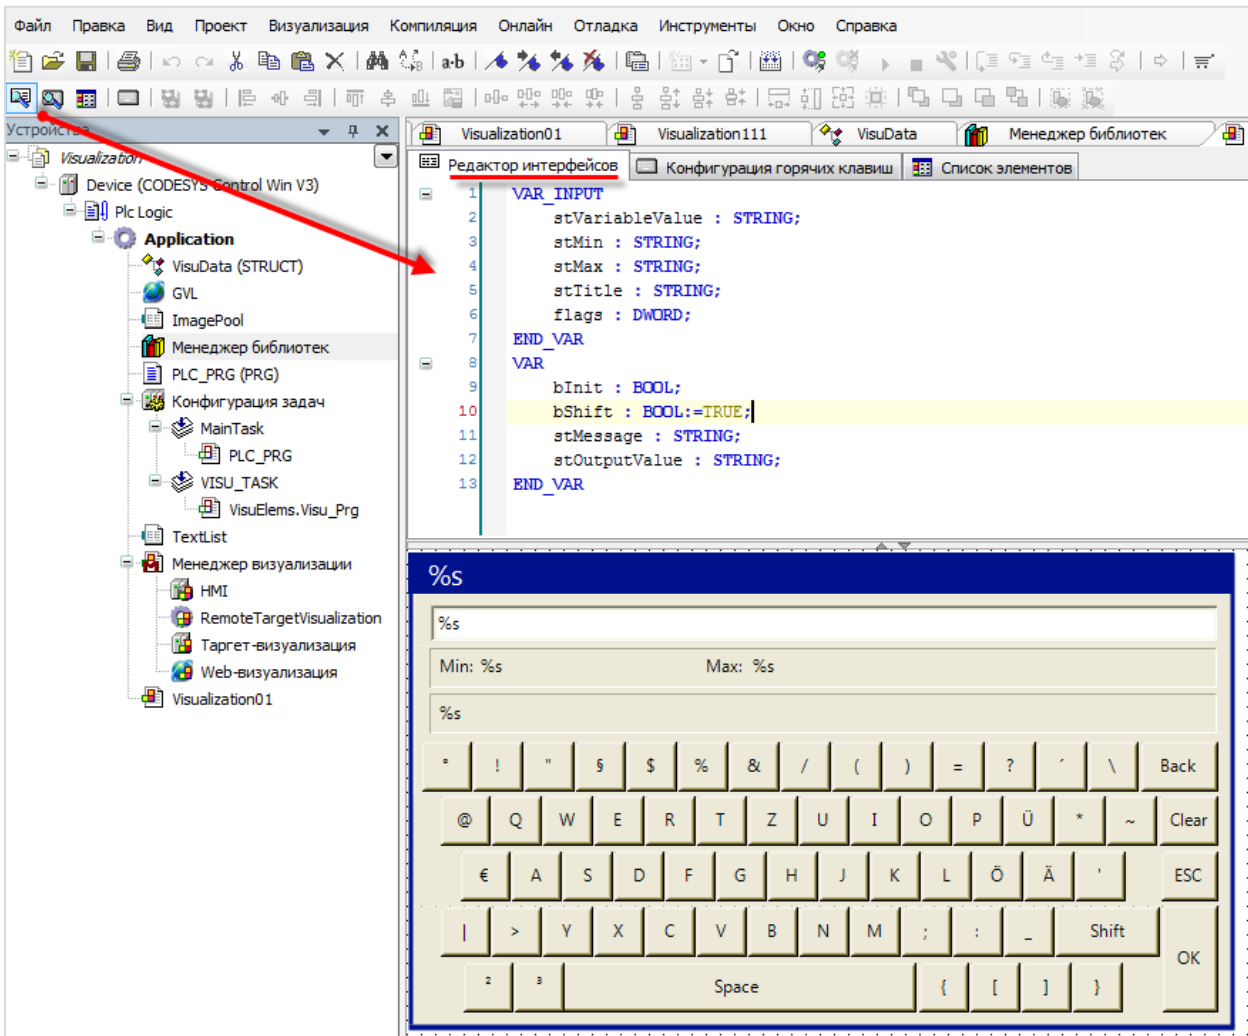 Файл Правка Вид Проект Визуализация Компиляция Онлайн Отладка Инструменты Окно Справка
a·b
Устройства
Visualization
Device (CODESYS Control Win V3)
Plc Logic
Application
VisuData (STRUCT)
GVL
ImagePool
Менеджер библиотек
PLC_PRG (PRG)
Конфигурация задач
MainTask
PLC_PRG
VISU_TASK
VisuElems.Visu_Prg
TextList
Менеджер визуализации
HMI
RemoteTargetVisualization
Таргет-визуализация
Web-визуализация
Visualization01
Visualization01 Visualization111 VisuData Менеджер библиотек
Редактор интерфейсов Конфигурация горячих клавиш Список элементов
1 VAR_INPUT
2 stVariableValue : STRING;
3 stMin : STRING;
4 stMax : STRING;
5 stTitle : STRING;
6 flags : DWORD;
7 END_VAR
8 VAR
9 bInit : BOOL;
10 bShift : BOOL:=TRUE;
11 stMessage : STRING;
12 stOutputValue : STRING;
13 END_VAR
%s
%s
Min: %s Max: %s
%s
° ! " § $ % & / ( ) = ? ´ \ Back
@ Q W E R T Z U I O P Ü * ~ Clear
€ A S D F G H J K L Ö Ä ' ESC
| > Y X C V B N M ; : _ Shift
OK
² ³ Space { [ ] }